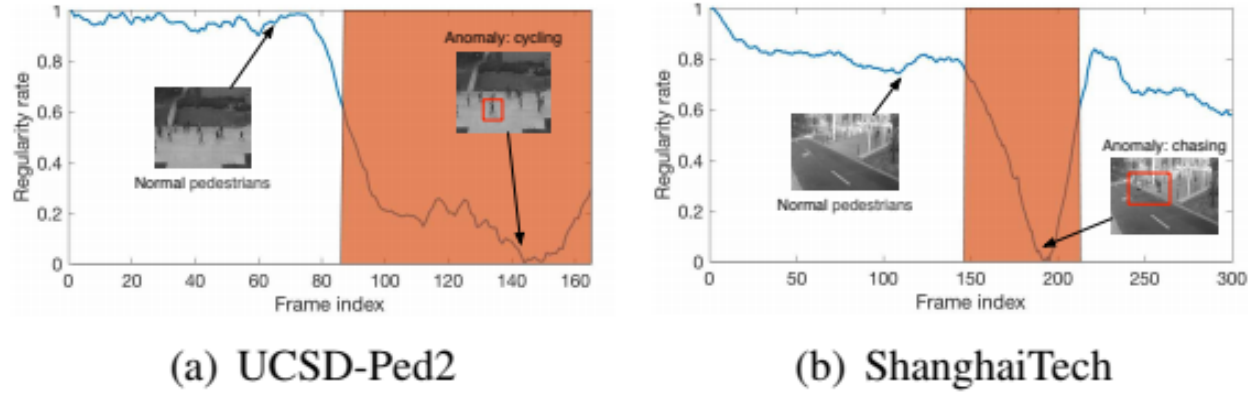 1
0.8
0.6
0.4
0.2
0
Regularity rate
Normal pedestrians
Anomaly: cycling
0 20 40 60 80 100 120 140 160
Frame index
(a) UCSD-Ped2
1
0.8
0.6
0.4
0.2
0
Regularity rate
Normal pedestrians
Anomaly: chasing
0 50 100 150 200 250 300
Frame index
(b) ShanghaiTech